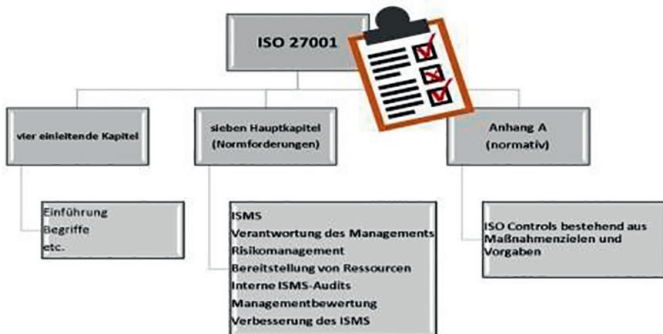 ISO 27001
vier einleitende Kapitel
sieben Hauptkapitel
(Normforderungen)
Anhang A
(normativ)
Einführung
Begriffe
etc.
ISMS
Verantwortung des Managements
Risikomanagement
Bereitstellung von Ressourcen
Interne ISMS-Audits
Managementbewertung
Verbesserung des ISMS
ISO Controls bestehend aus
Maßnahmenzielen und
Vorgaben